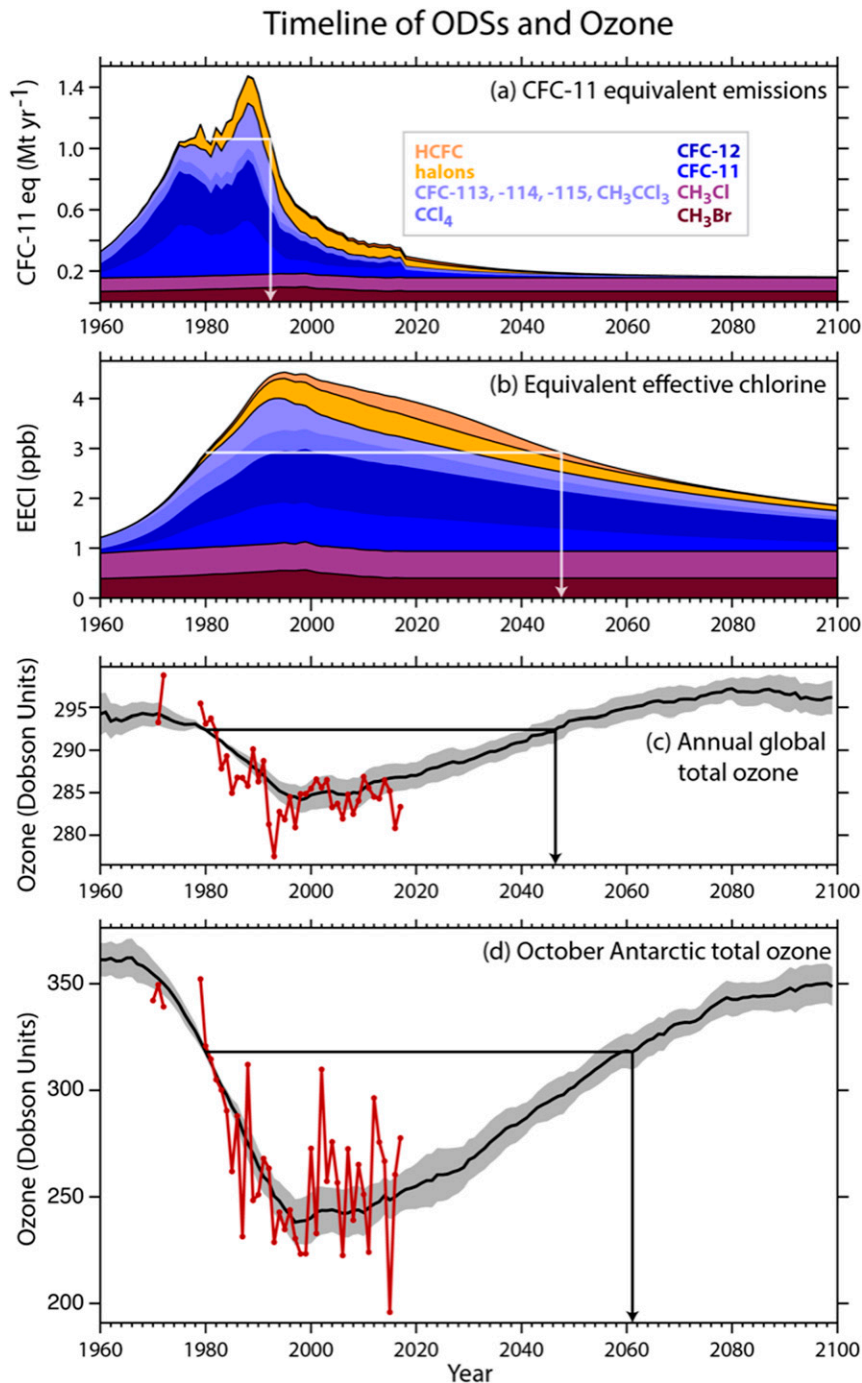 Timeline of ODSs and Ozone
(a) CFC-11 equivalent emissions
CFC-11 eq (Mt yr⁻¹)
1.4
1.0
0.6
0.2
HCFC CFC-12
halons CFC-11
CFC-113, -114, -115, CH₃CCl₃ CH₃Cl
CCl₄ CH₃Br
1960 1980 2000 2020 2040 2060 2080 2100
(b) Equivalent effective chlorine
EECl (ppb)
4
3
2
1
0
1960 1980 2000 2020 2040 2060 2080 2100
(c) Annual global
total ozone
Ozone (Dobson Units)
295
290
285
280
1960 1980 2000 2020 2040 2060 2080 2100
(d) October Antarctic total ozone
Ozone (Dobson Units)
350
300
250
200
1960 1980 2000 2020 2040 2060 2080 2100
Year